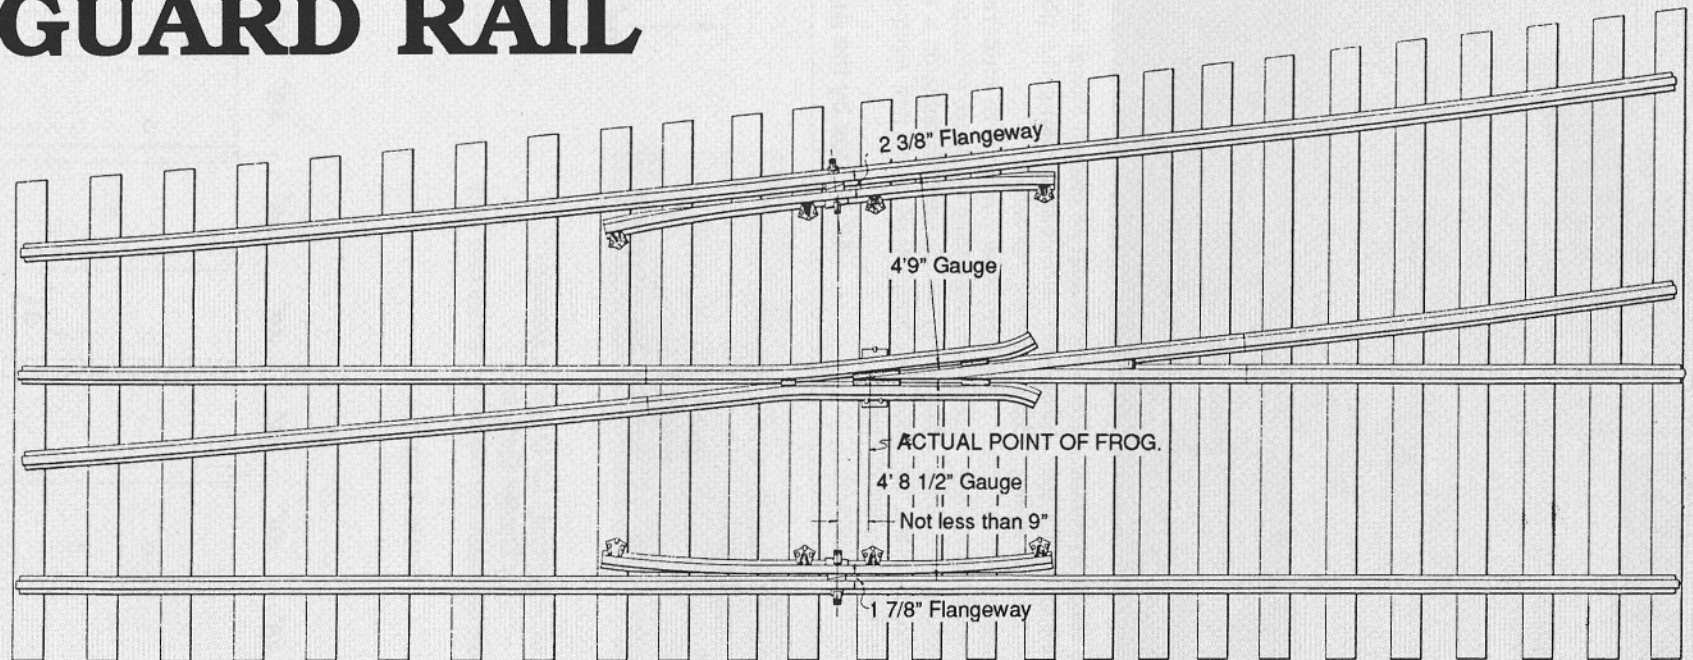 GUARD RAIL
2 3/8" Flangeway
4'9" Gauge
ACTUAL POINT OF FROG.
4' 8 1/2" Gauge
Not less than 9"
1 7/8" Flangeway